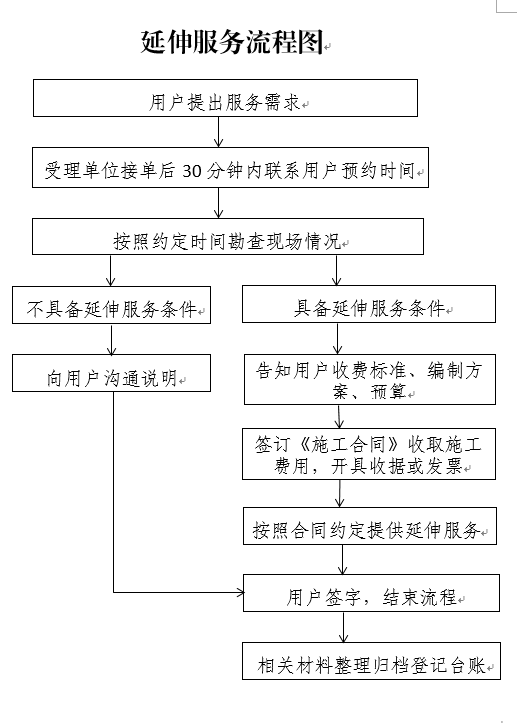 延伸服务流程图
用户提出服务需求
受理单位接单后30分钟内联系用户预约时间
按照约定时间勘查现场情况
不具备延伸服务条件
具备延伸服务条件
向用户沟通说明
告知用户收费标准、编制方
案、预算
签订《施工合同》收取施工
费用，开具收据或发票
按照合同约定提供延伸服务
用户签字，结束流程
相关材料整理归档登记台账